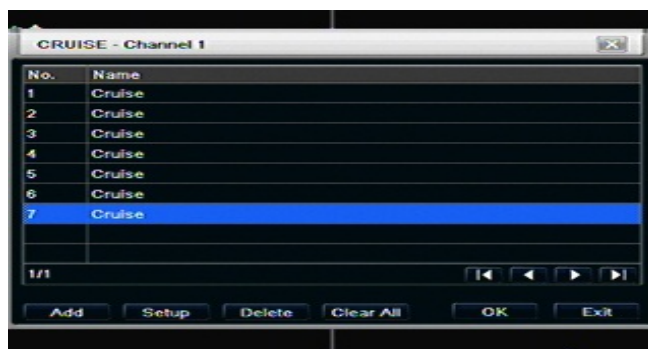 CRUISE - Channel 1
No. Name
1 Cruise
2 Cruise
3 Cruise
4 Cruise
5 Cruise
6 Cruise
7 Cruise
1/1
Add Setup Delete Clear All OK Exit